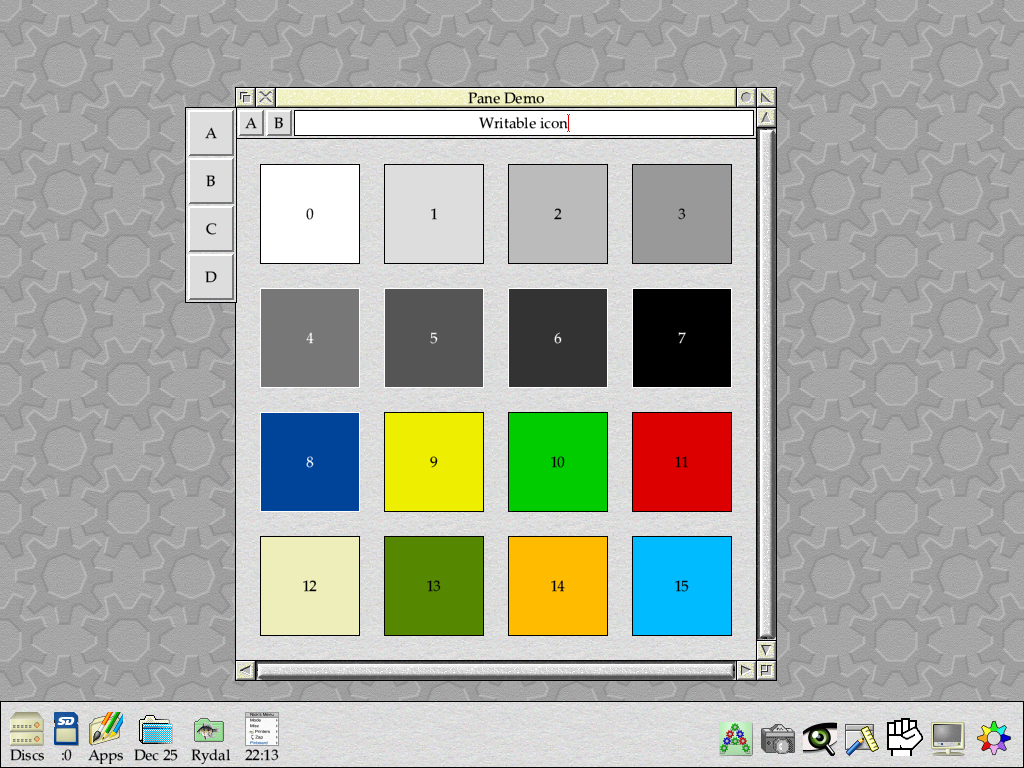 Pane Demo
A B Writable icon
A
B
C
D
0 1 2 3
4 5 6 7
8 9 10 11
12 13 14 15
SD
Discs :0 Apps Dec 25 Rydal 22:13